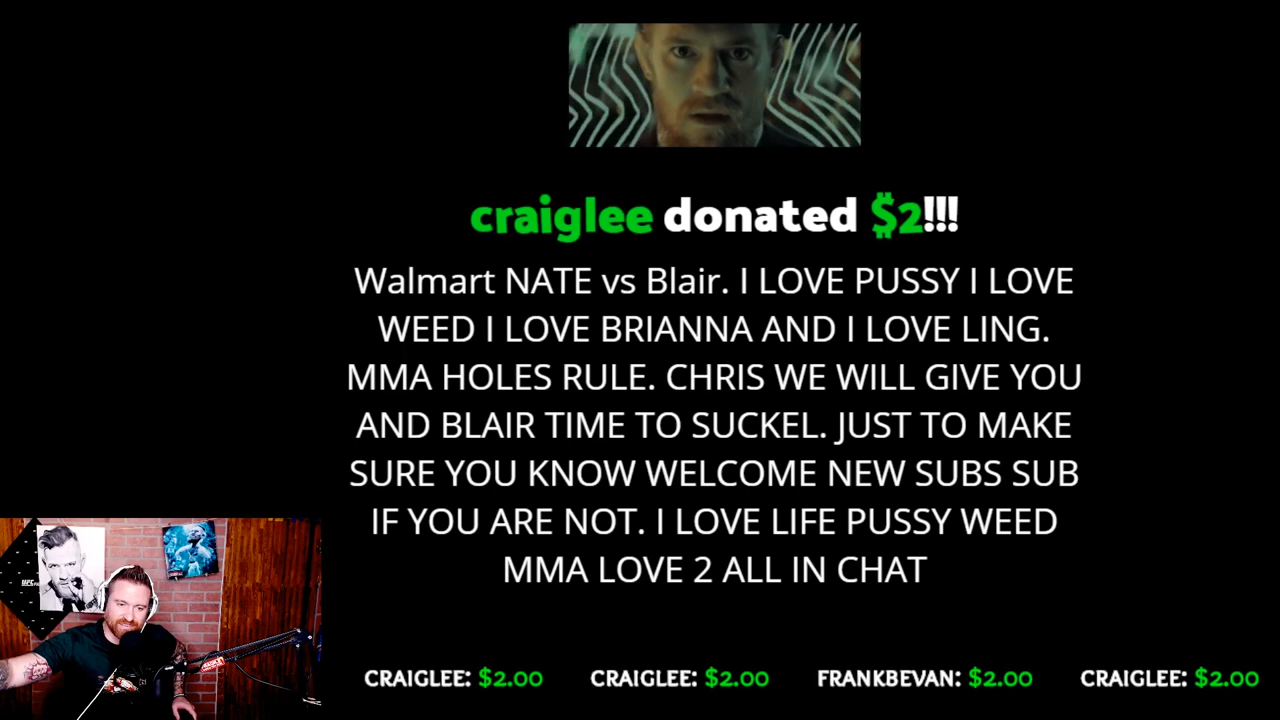 craiglee donated $2!!!
Walmart NATE vs Blair. I LOVE PUSSY I LOVE
WEED I LOVE BRIANNA AND I LOVE LING.
MMA HOLES RULE. CHRIS WE WILL GIVE YOU
AND BLAIR TIME TO SUCKEL. JUST TO MAKE
SURE YOU KNOW WELCOME NEW SUBS SUB
IF YOU ARE NOT. I LOVE LIFE PUSSY WEED
MMA LOVE 2 ALL IN CHAT
UFC
CRAIGLEE: $2.00 CRAIGLEE: $2.00 FRANKBEVAN: $2.00 CRAIGLEE: $2.00